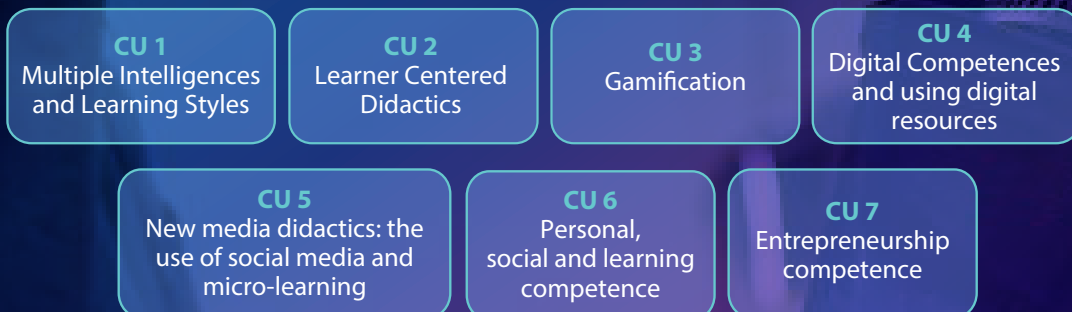 CU 1
Multiple Intelligences
and Learning Styles
CU 2
Learner Centered
Didactics
CU 3
Gamification
CU 4
Digital Competences
and using digital
resources
CU 5
New media didactics: the
use of social media and
micro-learning
CU 6
Personal,
social and learning
competence
CU 7
Entrepreneurship
competence